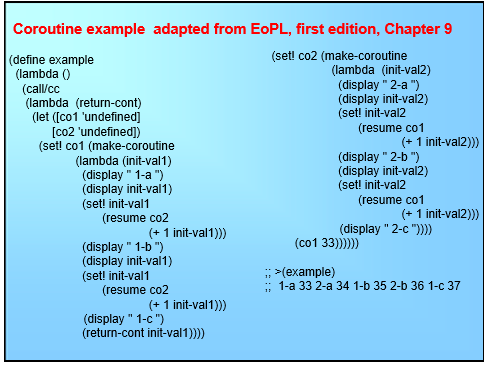 Coroutine example adapted from EoPL, first edition, Chapter 9
(define example
(lambda ()
(call/cc
(lambda (return-cont)
(let ([co1 'undefined]
[co2 'undefined])
(set! co1 (make-coroutine
(lambda (init-val1)
(display " 1-a ")
(display init-val1)
(set! init-val1
(resume co2
(+ 1 init-val1)))
(display " 1-b ")
(display init-val1)
(set! init-val1
(resume co2
(+ 1 init-val1)))
(display " 1-c ")
(return-cont init-val1))))
(set! co2 (make-coroutine
(lambda (init-val2)
(display " 2-a ")
(display init-val2)
(set! init-val2
(resume co1
(+ 1 init-val2)))
(display " 2-b ")
(display init-val2)
(set! init-val2
(resume co1
(+ 1 init-val2)))
(display " 2-c "))))
(co1 33))))))
;; >(example)
;; 1-a 33 2-a 34 1-b 35 2-b 36 1-c 37